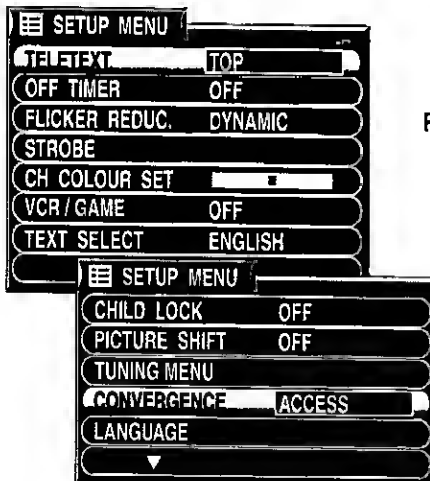 SETUP MENU
TELETEXT TOP
OFF TIMER OFF
FLICKER REDUC. DYNAMIC
STROBE
CH COLOUR SET
VCR / GAME OFF
TEXT SELECT ENGLISH
SETUP MENU
CHILD LOCK OFF
PICTURE SHIFT OFF
TUNING MENU
CONVERGENCE ACCESS
LANGUAGE